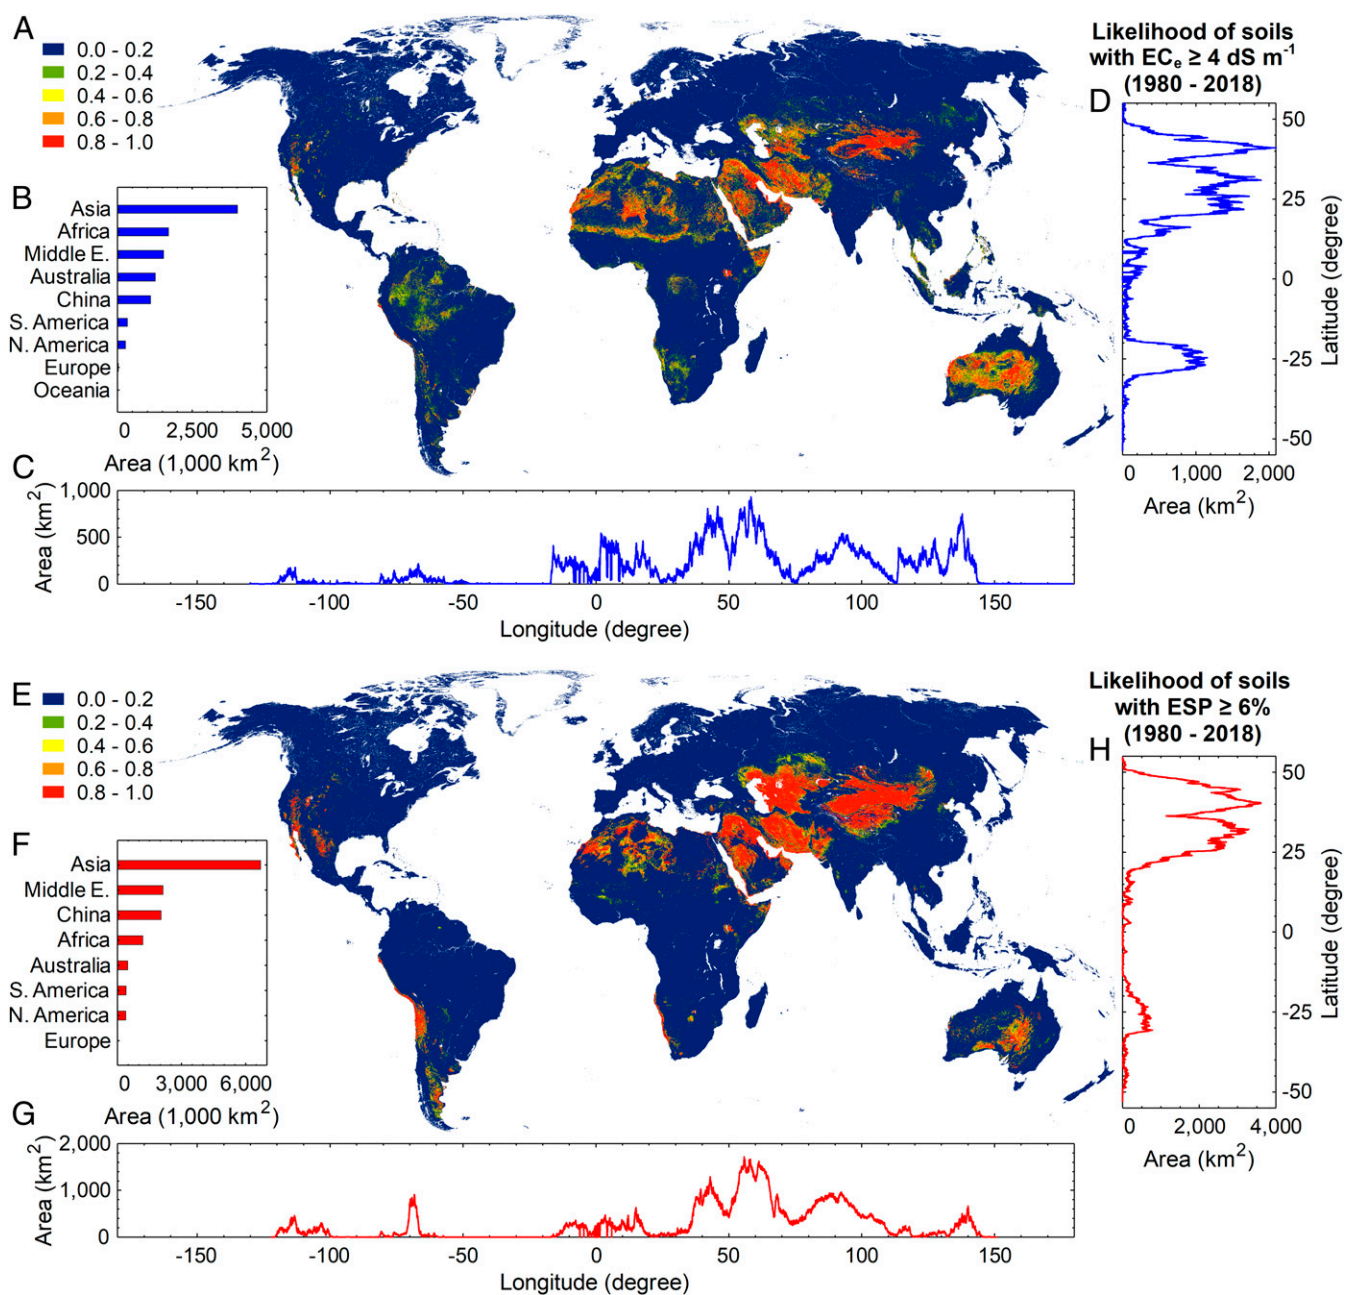 A
0.0 - 0.2
0.2 - 0.4
0.4 - 0.6
0.6 - 0.8
0.8 - 1.0
Likelihood of soils
with ECe ≥ 4 dS m-1
(1980 - 2018)
B
Asia
Africa
Middle E.
Australia
China
S. America
N. America
Europe
Oceania
0 2,500 5,000
Area (1,000 km2)
D
50
25
0
-25
-50
Latitude (degree)
0 1,000 2,000
Area (km2)
C
1,000
500
0
Area (km2)
-150 -100 -50 0 50 100 150
Longitude (degree)
E
0.0 - 0.2
0.2 - 0.4
0.4 - 0.6
0.6 - 0.8
0.8 - 1.0
Likelihood of soils
with ESP ≥ 6%
(1980 - 2018)
F
Asia
Middle E.
China
Africa
Australia
S. America
N. America
Europe
0 3,000 6,000
Area (1,000 km2)
H
50
25
0
-25
-50
Latitude (degree)
0 2,000 4,000
Area (km2)
G
2,000
1,000
0
Area (km2)
-150 -100 -50 0 50 100 150
Longitude (degree)